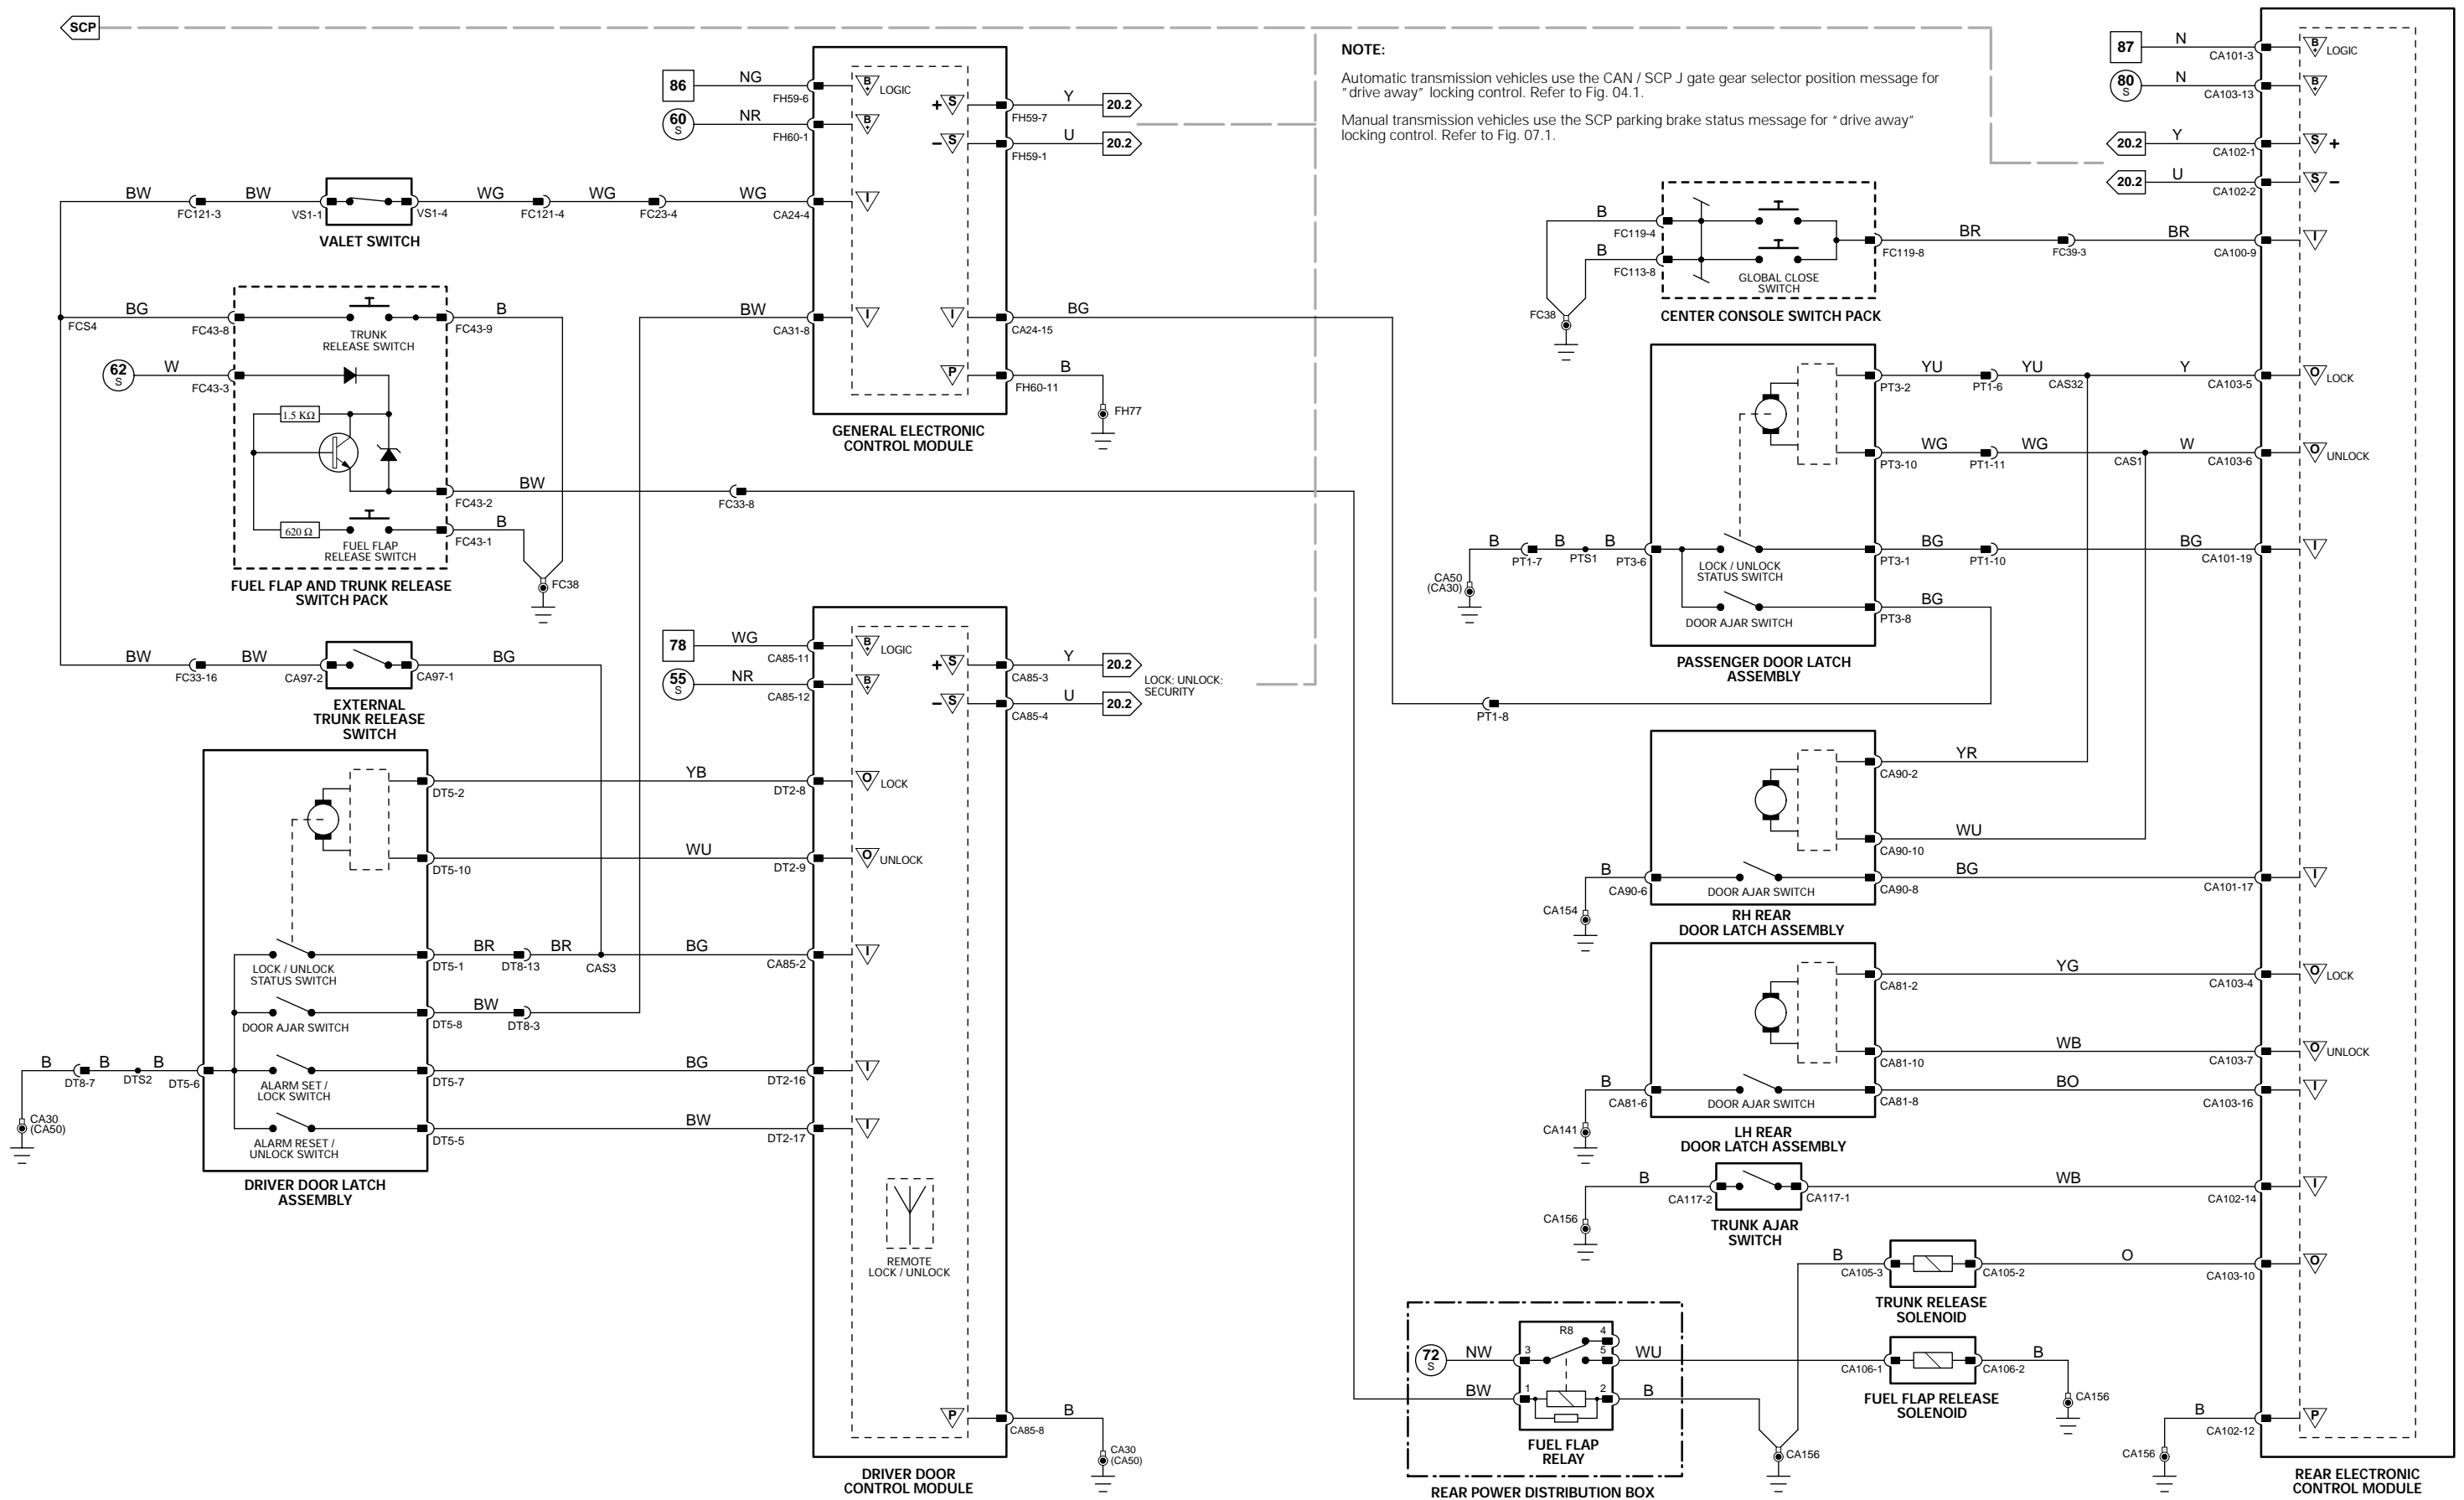 SCP
NOTE:
Automatic transmission vehicles use the CAN / SCP J gate gear selector position message for
"drive away" locking control. Refer to Fig. 04.1.
Manual transmission vehicles use the SCP parking brake status message for "drive away"
locking control. Refer to Fig. 07.1.
86
NG
FH59-6
B+
LOGIC
60
S
NR
FH60-1
B+
+
S
FH59-7
Y
20.2
–
S
FH59-1
U
20.2
BW
FC121-3
BW
VS1-1
VS1-4
WG
FC121-4
WG
FC23-4
WG
CA24-4
I
VALET SWITCH
FCS4
BG
FC43-8
TRUNK
RELEASE SWITCH
FC43-9
B
62
S
W
FC43-3
1.5 KΩ
FC43-2
BW
FC33-8
620 Ω
FUEL FLAP
RELEASE SWITCH
FC43-1
B
FC38
FUEL FLAP AND TRUNK RELEASE
SWITCH PACK
BW
CA31-8
I
I
CA24-15
BG
P
FH60-11
B
FH77
GENERAL ELECTRONIC
CONTROL MODULE
BW
FC33-16
BW
CA97-2
CA97-1
BG
EXTERNAL
TRUNK RELEASE
SWITCH
78
WG
CA85-11
B+
LOGIC
55
S
NR
CA85-12
B+
+
S
CA85-3
Y
20.2
–
S
CA85-4
U
20.2
LOCK; UNLOCK;
SECURITY
DT5-2
YB
DT2-8
O
LOCK
DT5-10
WU
DT2-9
O
UNLOCK
LOCK / UNLOCK
STATUS SWITCH
DT5-1
BR
DT8-13
BR
CAS3
BG
CA85-2
I
DOOR AJAR SWITCH
DT5-8
BW
DT8-3
B
DT8-7
B
DTS2
B
DT5-6
ALARM SET /
LOCK SWITCH
DT5-7
BG
DT2-16
I
ALARM RESET /
UNLOCK SWITCH
DT5-5
BW
DT2-17
I
CA30
(CA50)
DRIVER DOOR LATCH
ASSEMBLY
REMOTE
LOCK / UNLOCK
P
CA85-8
B
CA30
(CA50)
DRIVER DOOR
CONTROL MODULE
87
N
CA101-3
B+
LOGIC
80
S
N
CA103-13
B+
20.2
Y
CA102-1
S
+
20.2
U
CA102-2
S
–
B
FC119-4
B
FC113-8
FC38
GLOBAL CLOSE
SWITCH
FC119-8
BR
FC39-3
BR
CA100-9
I
CENTER CONSOLE SWITCH PACK
PT3-2
YU
PT1-6
YU
CAS32
Y
CA103-5
O
LOCK
PT3-10
WG
PT1-11
WG
CAS1
W
CA103-6
O
UNLOCK
CA50
(CA30)
B
PT1-7
B
PTS1
B
PT3-6
LOCK / UNLOCK
STATUS SWITCH
PT3-1
BG
PT1-10
BG
CA101-19
I
DOOR AJAR SWITCH
PT3-8
BG
PT1-8
PASSENGER DOOR LATCH
ASSEMBLY
CA90-2
YR
CA90-10
WU
CA154
B
CA90-6
DOOR AJAR SWITCH
CA90-8
BG
CA101-17
I
RH REAR
DOOR LATCH ASSEMBLY
CA81-2
YG
CA103-4
O
LOCK
CA81-10
WB
CA103-7
O
UNLOCK
CA141
B
CA81-6
DOOR AJAR SWITCH
CA81-8
BO
CA103-16
I
LH REAR
DOOR LATCH ASSEMBLY
CA156
B
CA117-2
CA117-1
WB
CA102-14
I
TRUNK AJAR
SWITCH
B
CA105-3
CA105-2
O
CA103-10
O
TRUNK RELEASE
SOLENOID
72
S
NW
3
R8
4
5
WU
CA106-1
CA106-2
B
CA156
FUEL FLAP RELEASE
SOLENOID
BW
1
2
B
CA156
FUEL FLAP
RELAY
REAR POWER DISTRIBUTION BOX
CA156
B
CA102-12
P
REAR ELECTRONIC
CONTROL MODULE